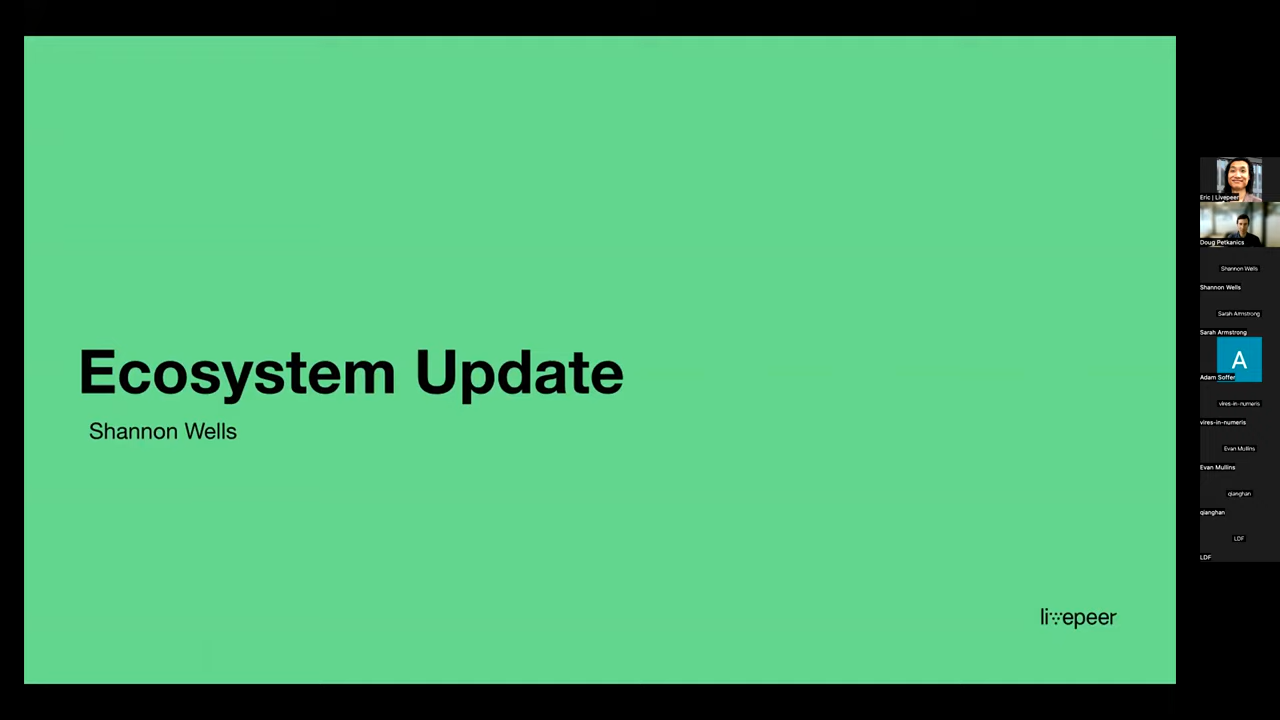 Ecosystem Update
Shannon Wells
livepeer
Eric | Livepeer
Doug Petkanics
Shannon Wells
Shannon Wells
Sarah Armstrong
Sarah Armstrong
A
Adam Soffer
vires-in-numeris
vires-in-numeris
Evan Mullins
Evan Mullins
qianghan
qianghan
LDF
LDF